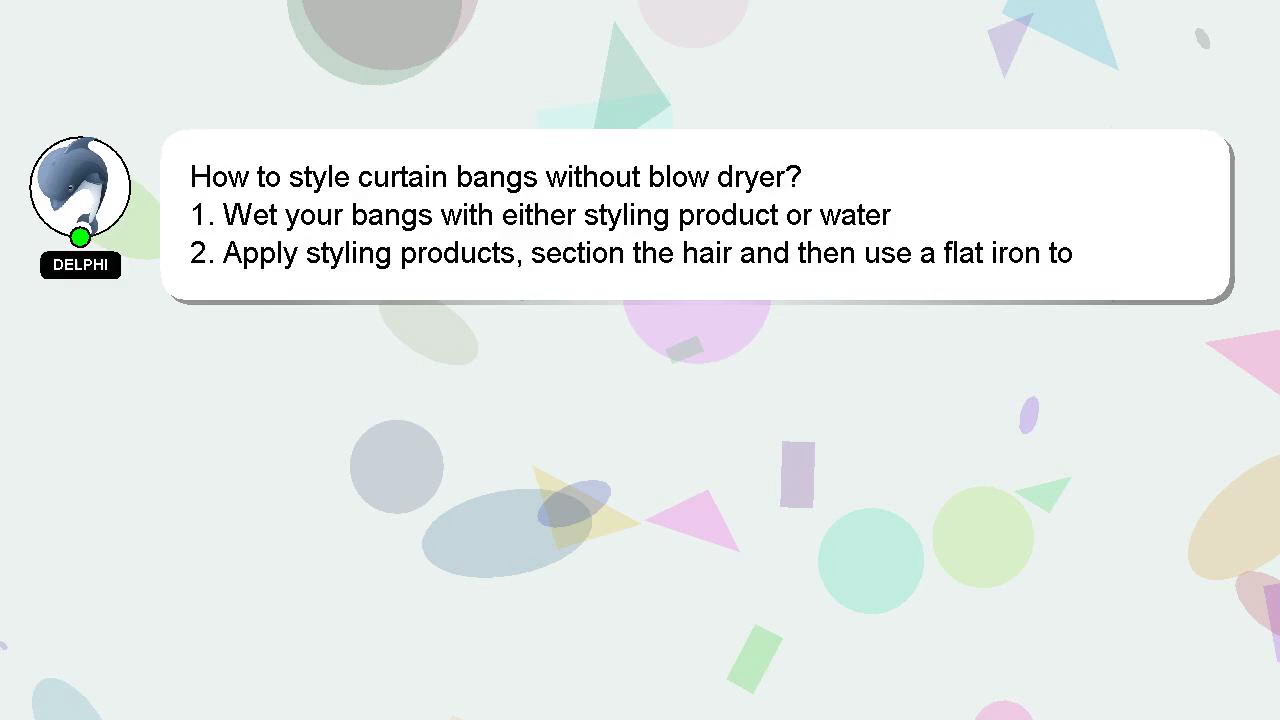 How to style curtain bangs without blow dryer?
1. Wet your bangs with either styling product or water
2. Apply styling products, section the hair and then use a flat iron to
DELPHI